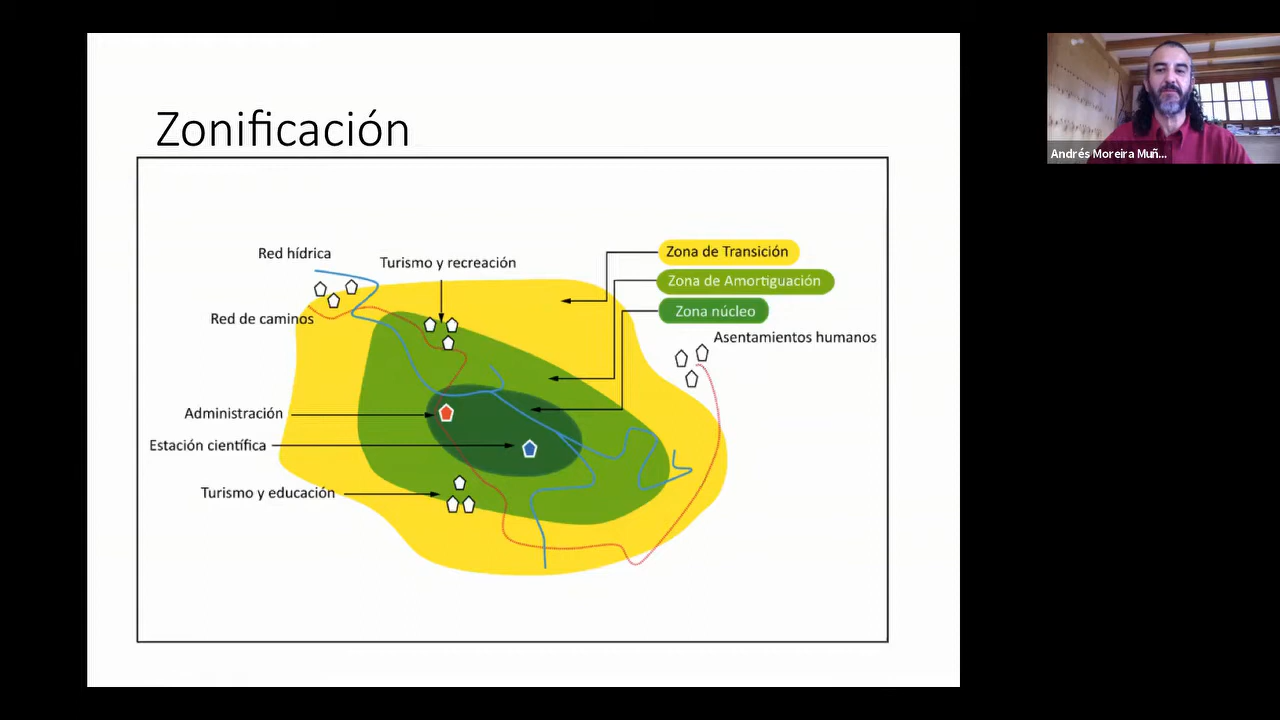 Zonificación
Zona de Transición
Red hídrica
Turismo y recreación
Zona de Amortiguación
Zona núcleo
Red de caminos
Asentamientos humanos
Administración
Estación científica
Turismo y educación
Andrés Moreira Muñ...